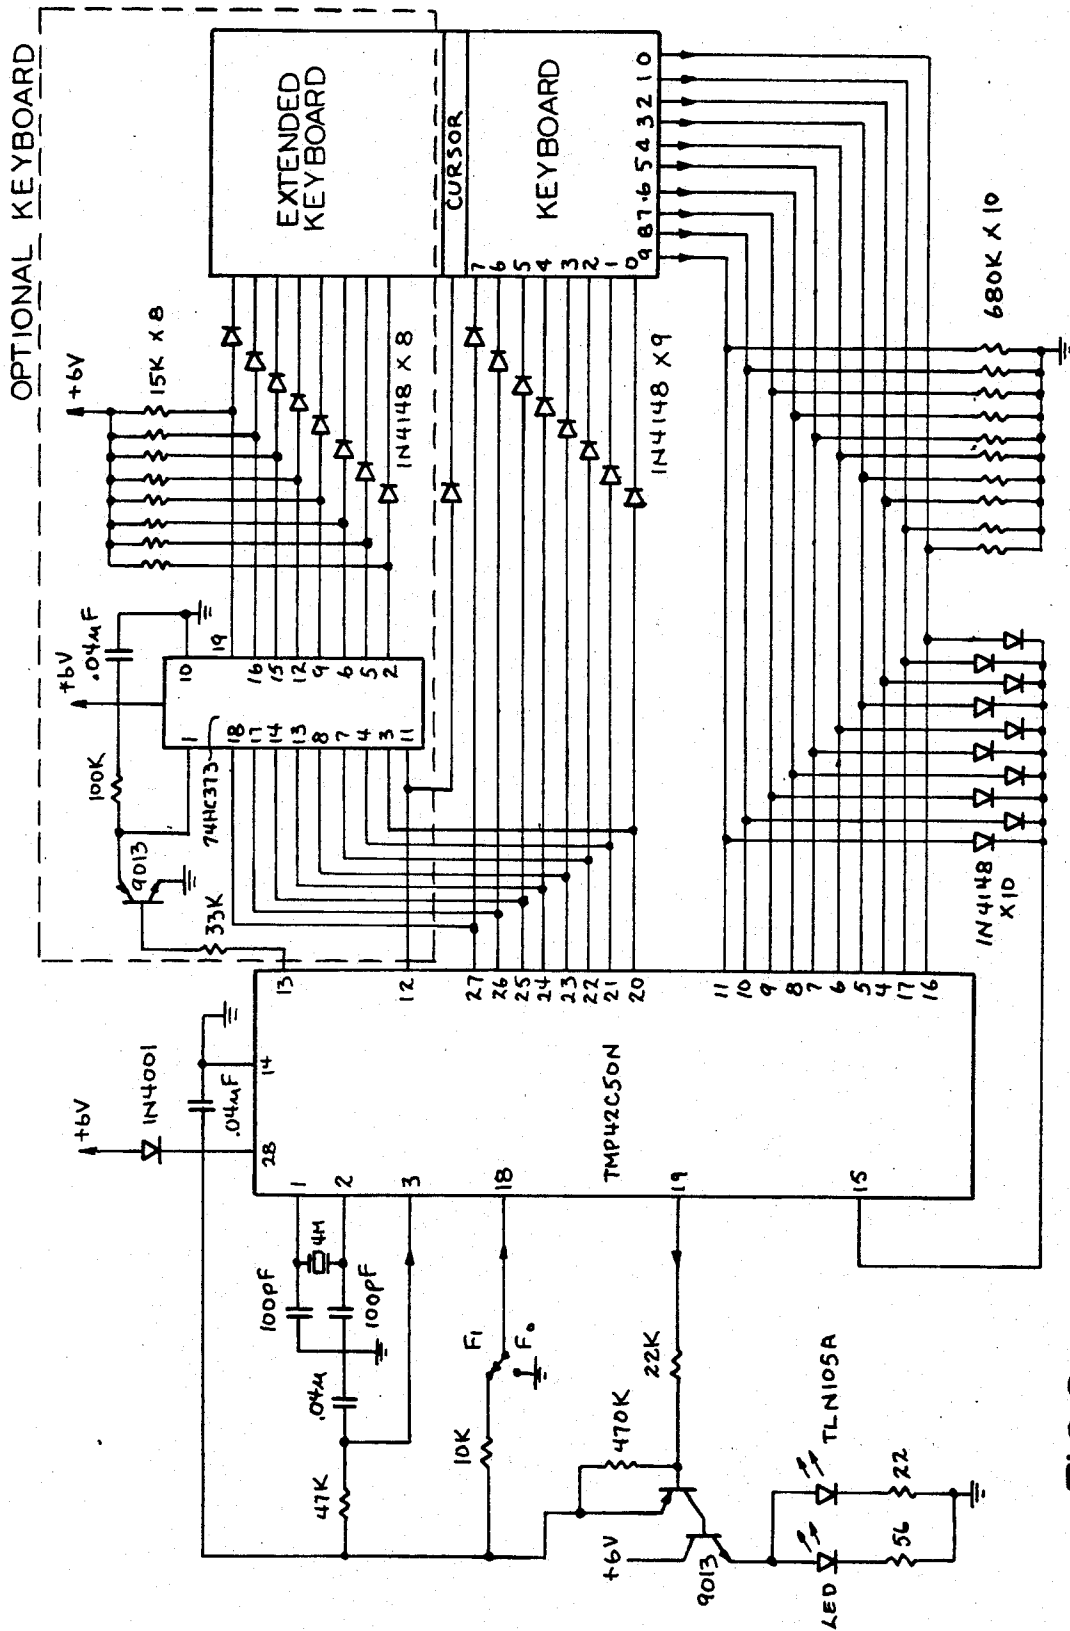 OPTIONAL KEYBOARD
+6V
15K X 8
EXTENDED
KEYBOARD
CURSOR
KEYBOARD
7
6
5
4
3
2
1
0
9
8
7
6
5
4
3
2
1
0
1N4148 X 8
1N4148 X 9
680K X 10
+6V
.04µF
100K
9013
33K
74HC373
1
18
17
14
13
8
7
4
3
11
10
19
16
15
12
9
6
5
2
+6V
1N4001
.04µF
TMP42C50N
28
14
13
12
27
26
25
24
23
22
21
20
11
10
9
8
7
6
5
4
17
16
1
2
3
18
19
15
1N4148
X10
100PF
4M
100PF
.04µ
47K
10K
F1
F0
22K
470K
+6V
9013
LED
TLN105A
56
22